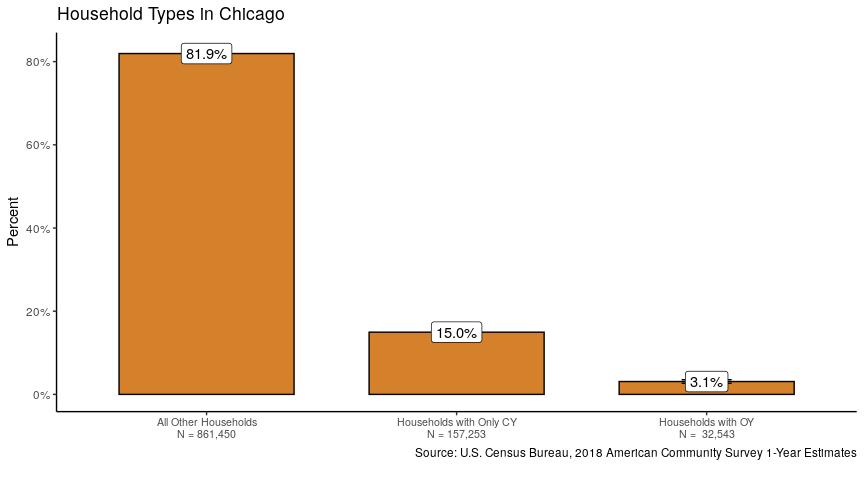 Household Types in Chicago
Percent
80%
60%
40%
20%
0%
81.9%
15.0%
3.1%
All Other Households
N = 861,450
Households with Only CY
N = 157,253
Households with OY
N =  32,543
Source: U.S. Census Bureau, 2018 American Community Survey 1-Year Estimates